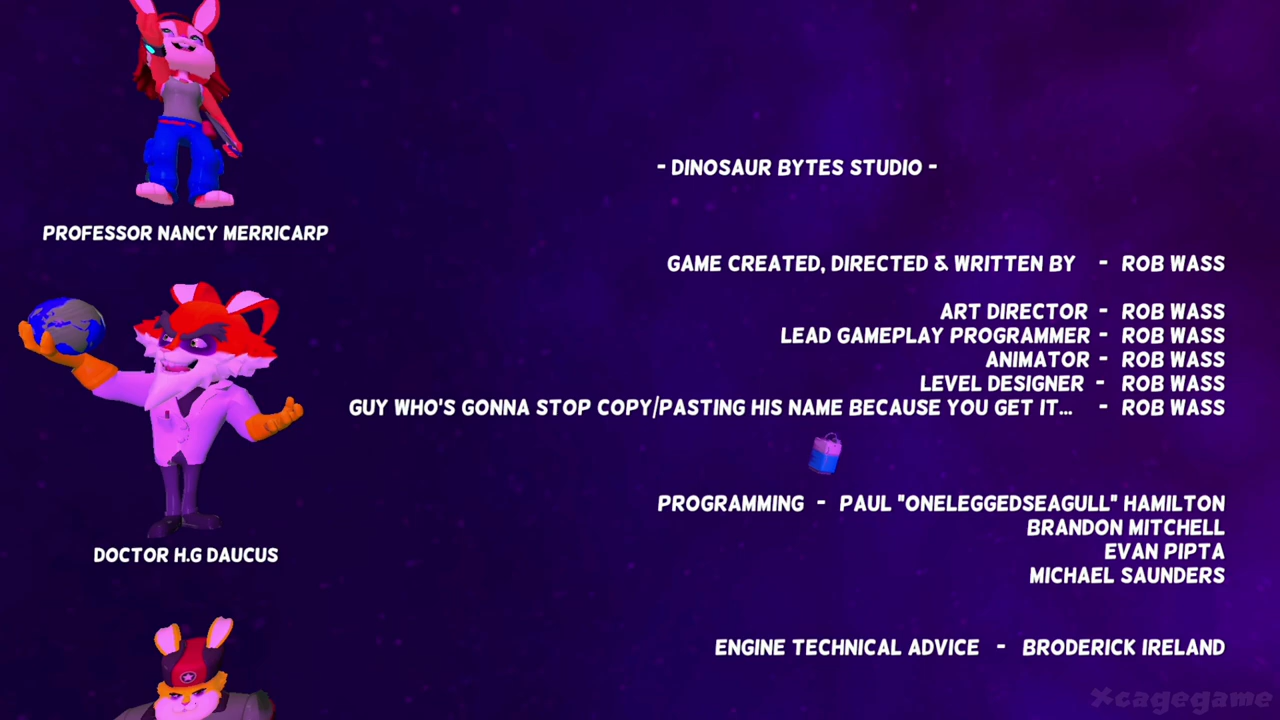 PROFESSOR NANCY MERRICARP
DOCTOR H.G DAUCUS
- DINOSAUR BYTES STUDIO -
GAME CREATED, DIRECTED & WRITTEN BY - ROB WASS
ART DIRECTOR - ROB WASS
LEAD GAMEPLAY PROGRAMMER - ROB WASS
ANIMATOR - ROB WASS
LEVEL DESIGNER - ROB WASS
GUY WHO'S GONNA STOP COPY/PASTING HIS NAME BECAUSE YOU GET IT... - ROB WASS
PROGRAMMING - PAUL "ONELEGGEDSEAGULL" HAMILTON
BRANDON MITCHELL
EVAN PIPTA
MICHAEL SAUNDERS
ENGINE TECHNICAL ADVICE - BRODERICK IRELAND
Xcagegame